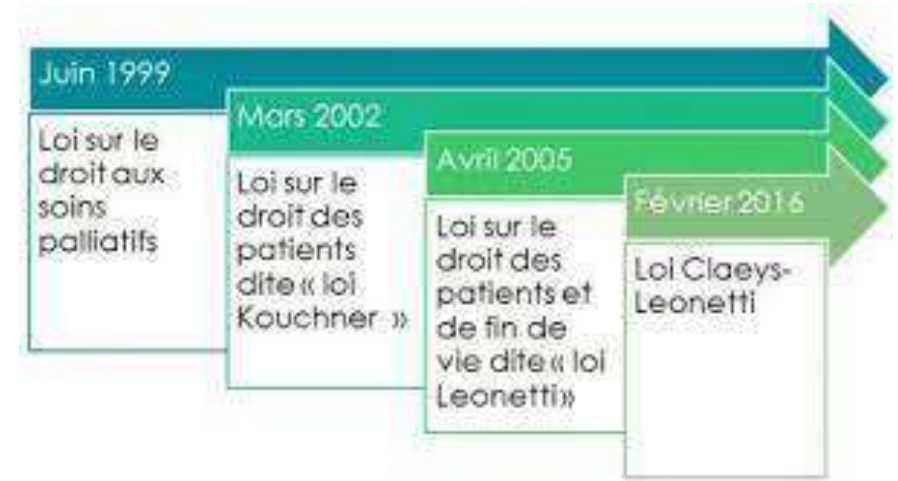 Juin 1999
Loi sur le
droit aux
soins
palliatifs
Mars 2002
Loi sur le
droit des
patients
dite « loi
Kouchner »
Avril 2005
Loi sur le
droit des
patients et
de fin de
vie dite « loi
Leonetti»
Février 2016
Loi Claeys-
Leonetti